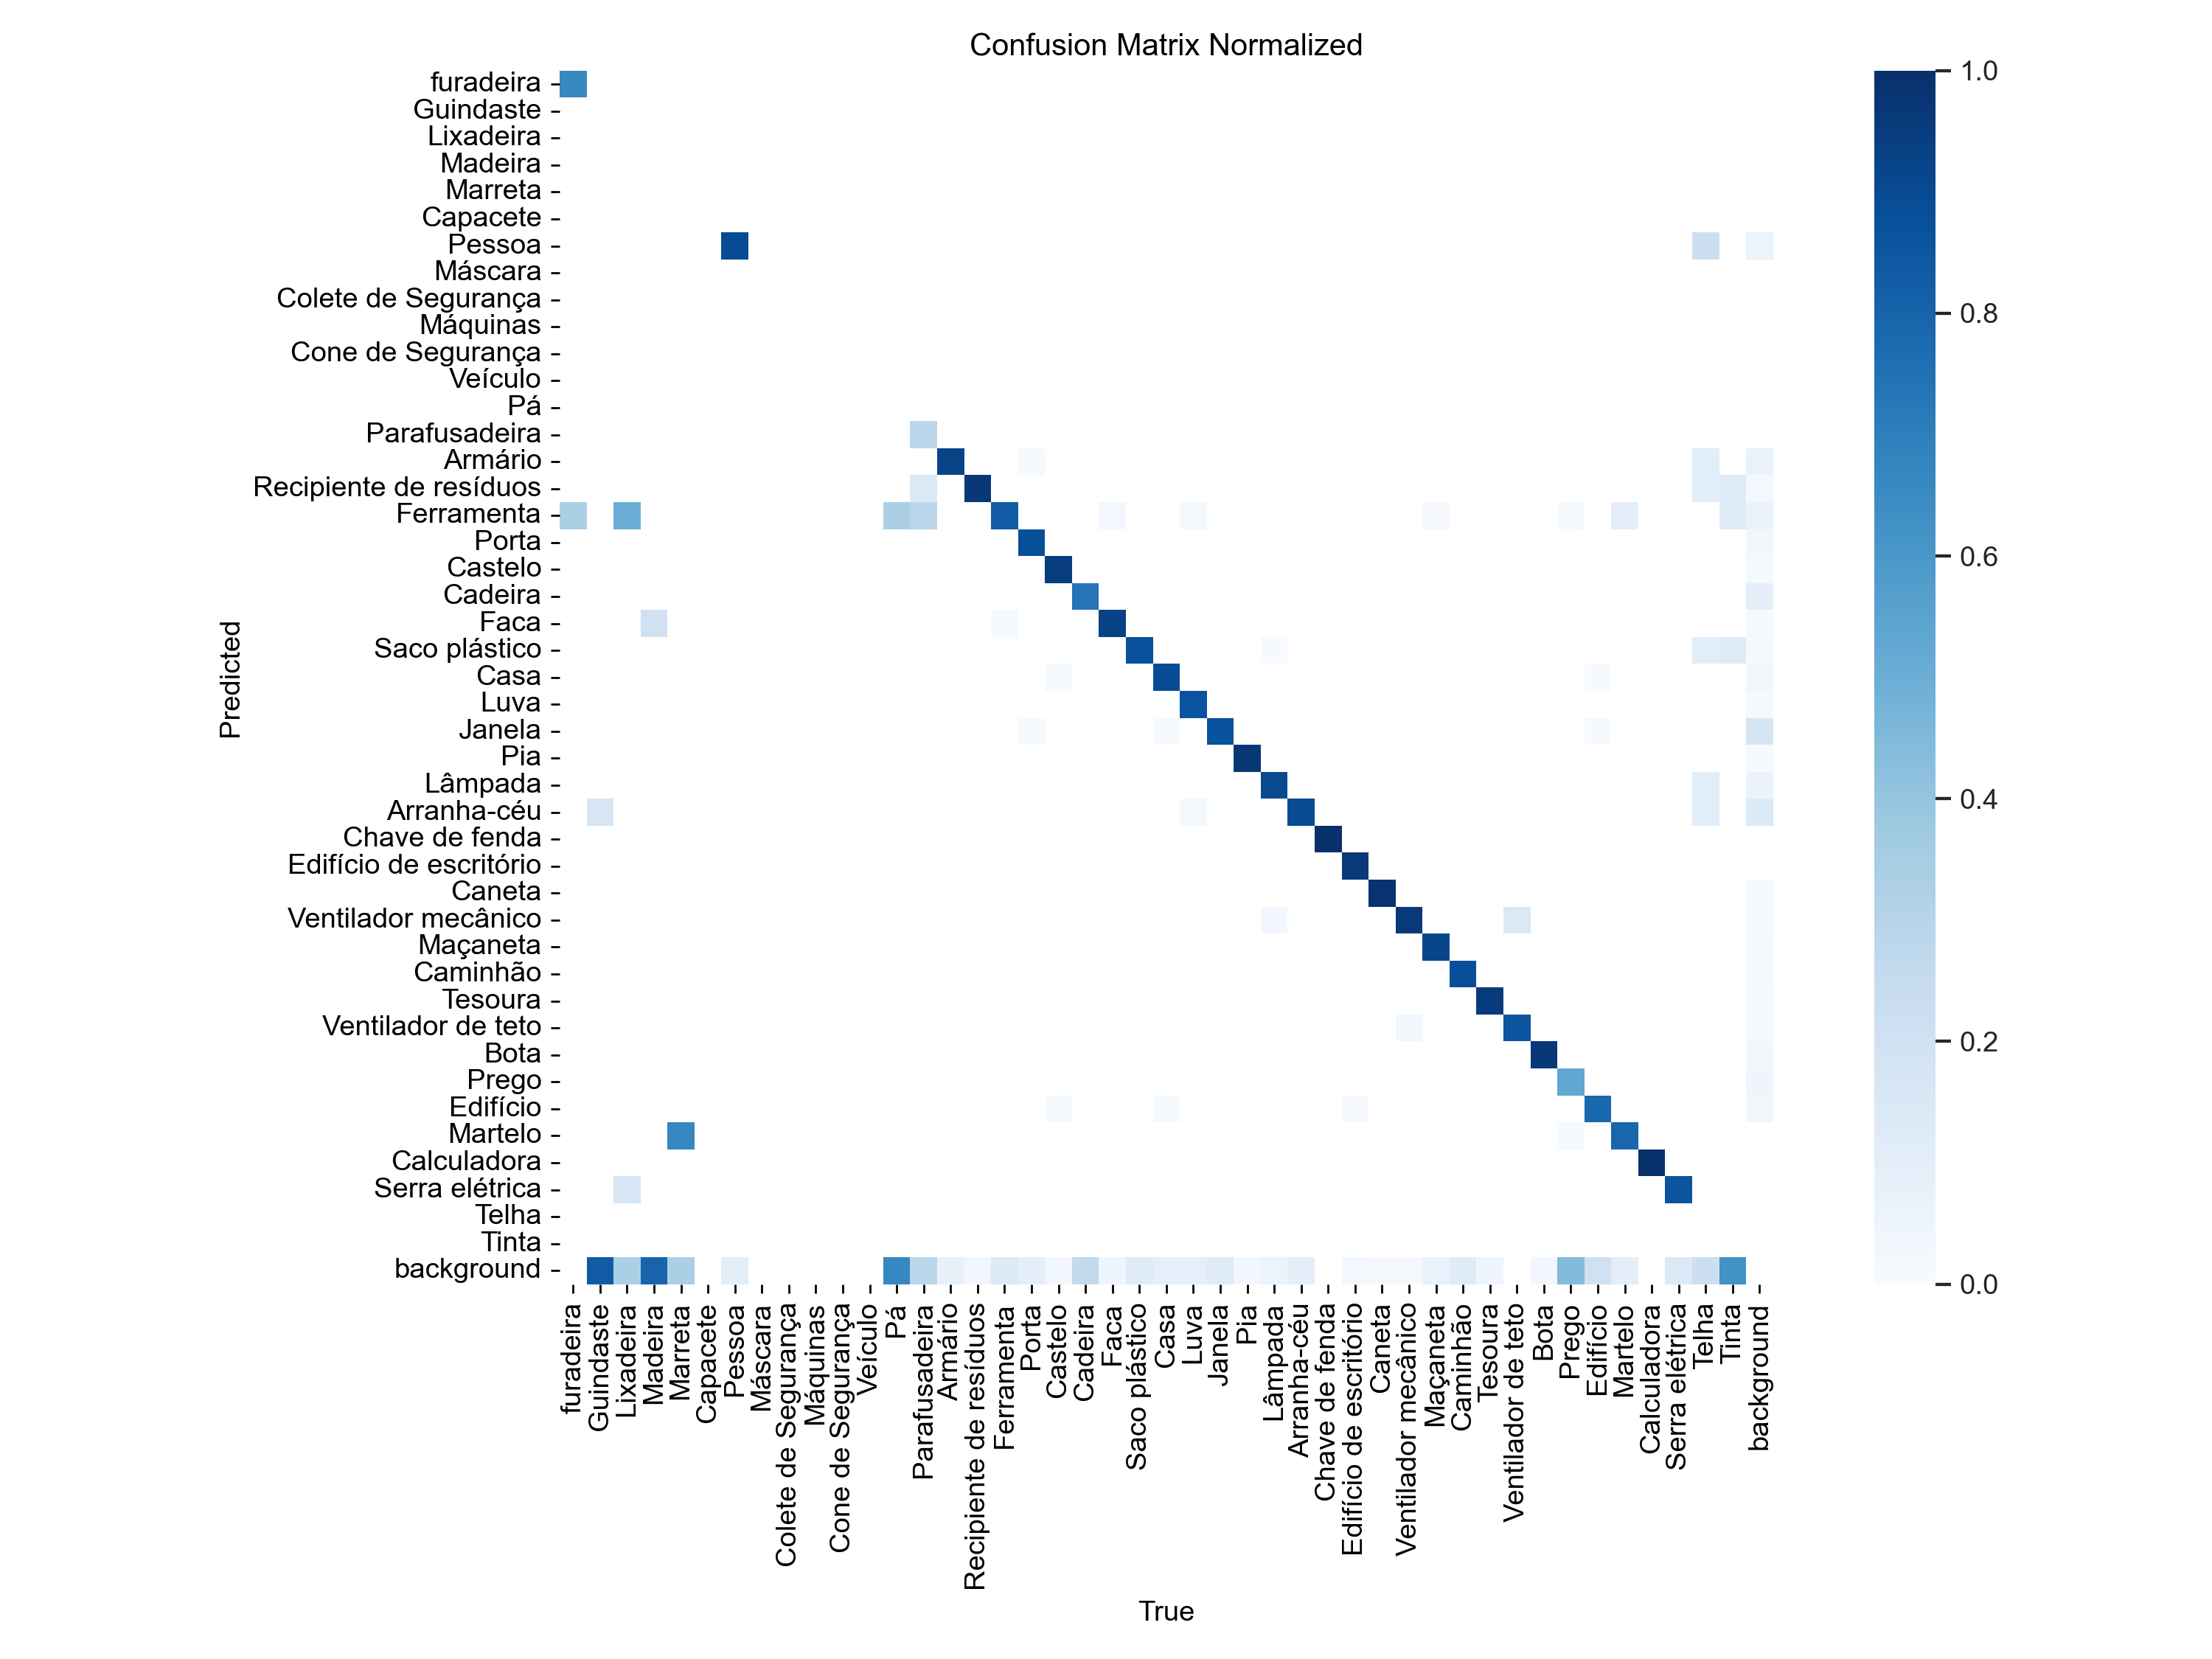 Confusion Matrix Normalized
furadeira
Guindaste
Lixadeira
Madeira
Marreta
Capacete
Pessoa
Máscara
Colete de Segurança
Máquinas
Cone de Segurança
Veículo
Pá
Parafusadeira
Armário
Recipiente de resíduos
Ferramenta
Porta
Castelo
Cadeira
Faca
Saco plástico
Casa
Luva
Janela
Pia
Lâmpada
Arranha-céu
Chave de fenda
Edifício de escritório
Caneta
Ventilador mecânico
Maçaneta
Caminhão
Tesoura
Ventilador de teto
Bota
Prego
Edifício
Martelo
Calculadora
Serra elétrica
Telha
Tinta
background
Predicted
furadeira
Guindaste
Lixadeira
Madeira
Marreta
Capacete
Pessoa
Máscara
Colete de Segurança
Máquinas
Cone de Segurança
Veículo
Pá
Parafusadeira
Armário
Recipiente de resíduos
Ferramenta
Porta
Castelo
Cadeira
Faca
Saco plástico
Casa
Luva
Janela
Pia
Lâmpada
Arranha-céu
Chave de fenda
Edifício de escritório
Caneta
Ventilador mecânico
Maçaneta
Caminhão
Tesoura
Ventilador de teto
Bota
Prego
Edifício
Martelo
Calculadora
Serra elétrica
Telha
Tinta
background
True
1.0
0.8
0.6
0.4
0.2
0.0